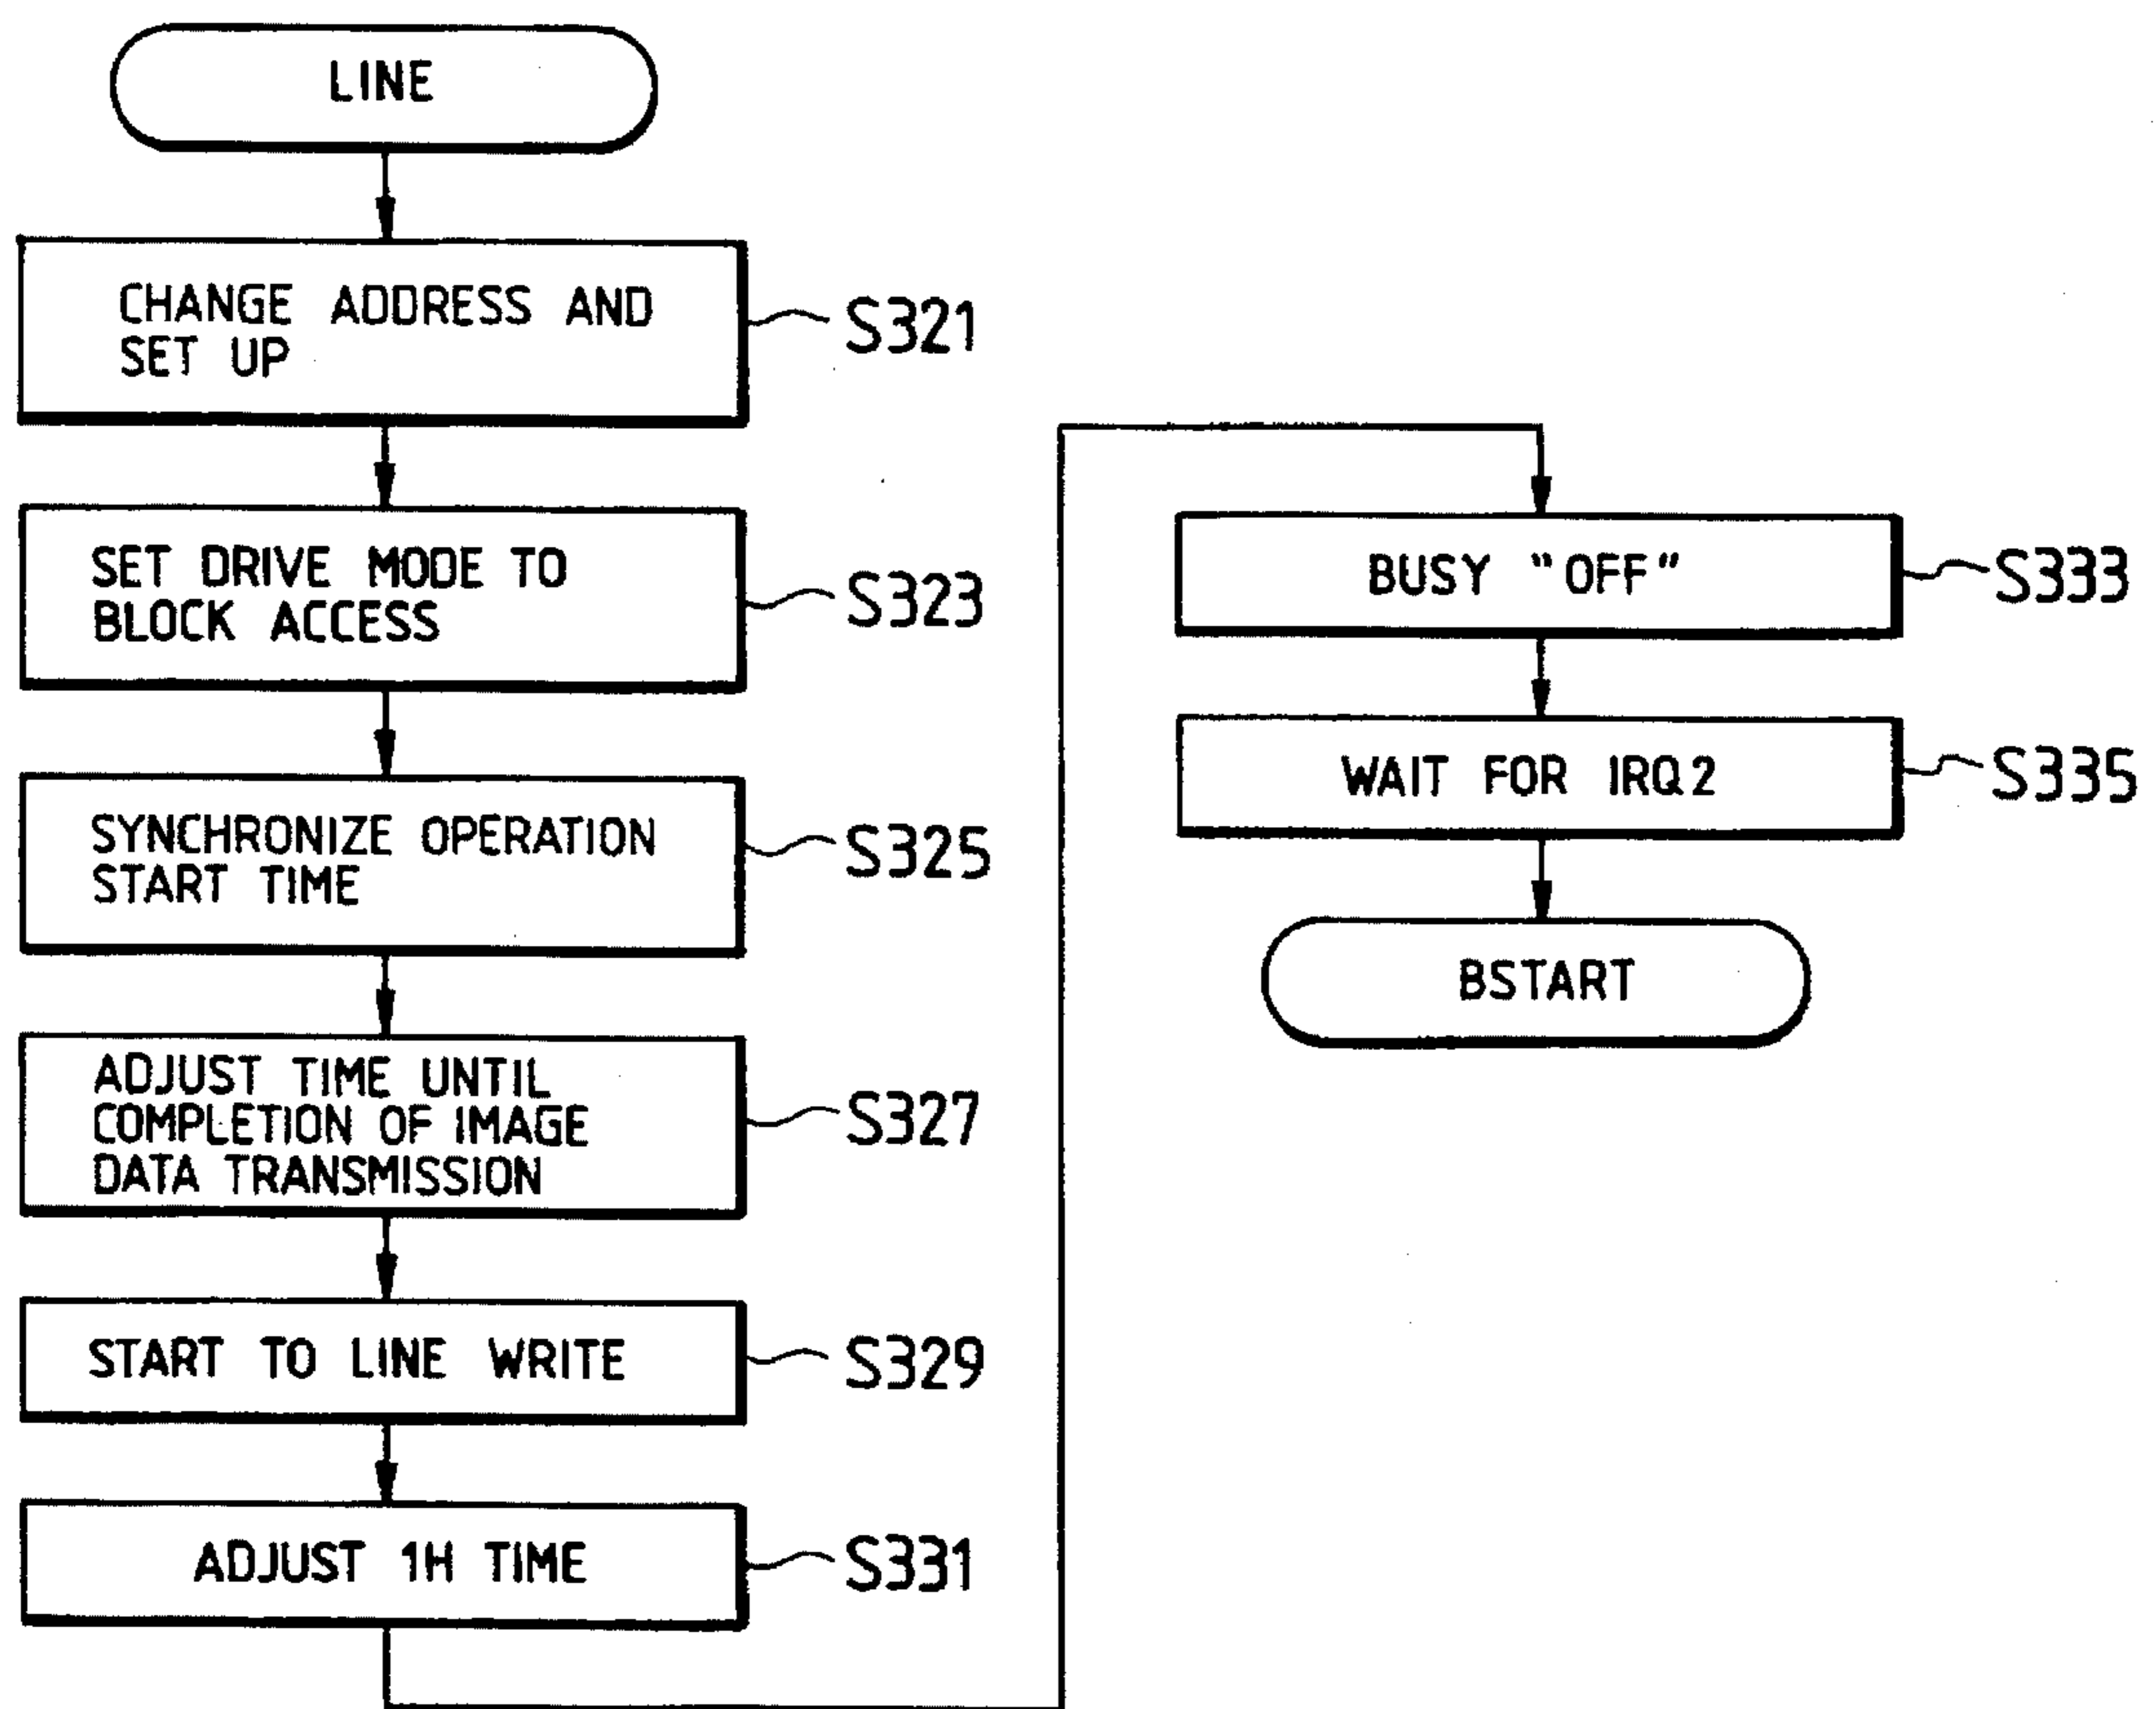 LINE
CHANGE ADDRESS AND
SET UP
S321
SET DRIVE MODE TO
BLOCK ACCESS
S323
SYNCHRONIZE OPERATION
START TIME
S325
ADJUST TIME UNTIL
COMPLETION OF IMAGE
DATA TRANSMISSION
S327
START TO LINE WRITE
S329
ADJUST 1H TIME
S331
BUSY "OFF"
S333
WAIT FOR IRQ2
S335
BSTART